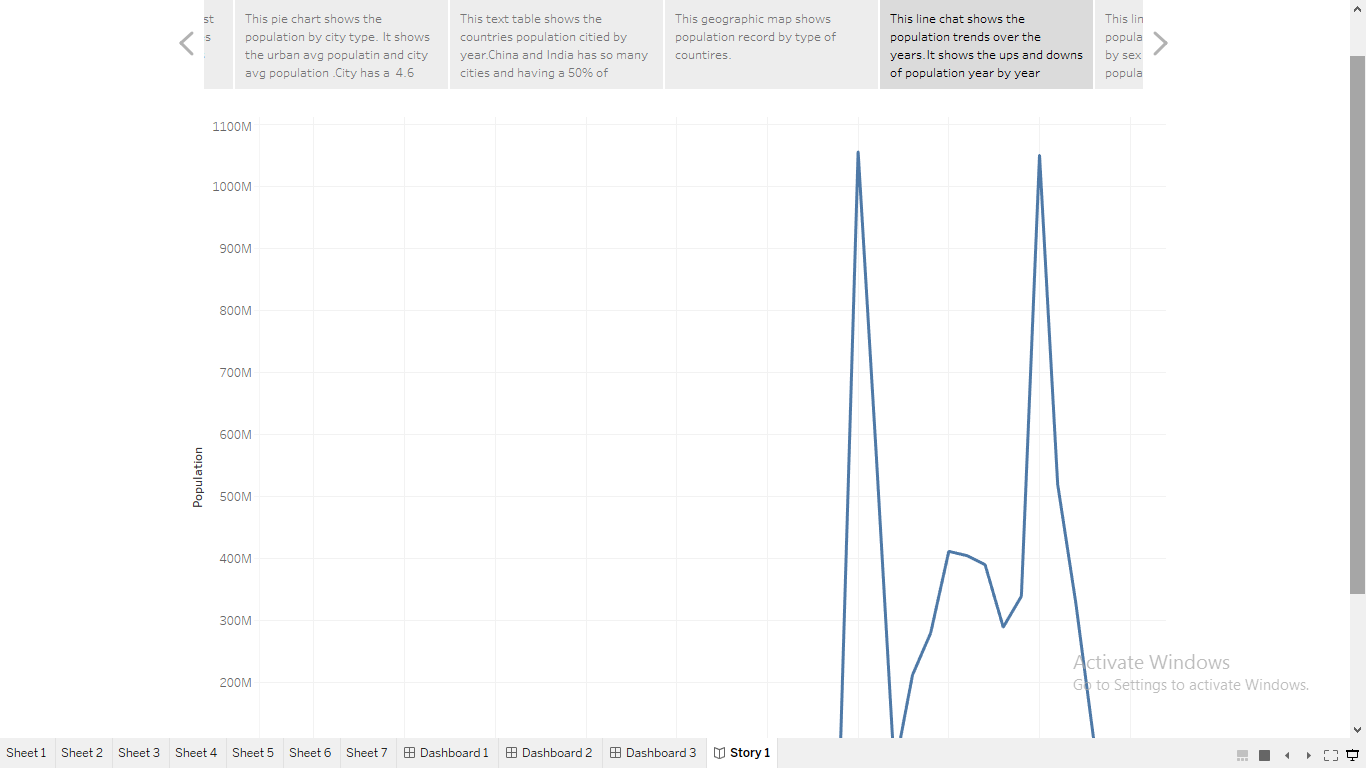 st
s
.
This pie chart shows the
population by city type. It shows
the urban avg populatin and city
avg population .City has a 4.6
This text table shows the
countries population citied by
year.China and India has so many
cities and having a 50% of
This geographic map shows
population record by type of
countires.
This line chat shows the
population trends over the
years.It shows the ups and downs
of population year by year
This lin
popula
by sex
popula
1100M
1000M
900M
800M
700M
600M
500M
400M
300M
200M
Population
Activate Windows
Go to Settings to activate Windows.
Sheet 1
Sheet 2
Sheet 3
Sheet 4
Sheet 5
Sheet 6
Sheet 7
Dashboard 1
Dashboard 2
Dashboard 3
Story 1